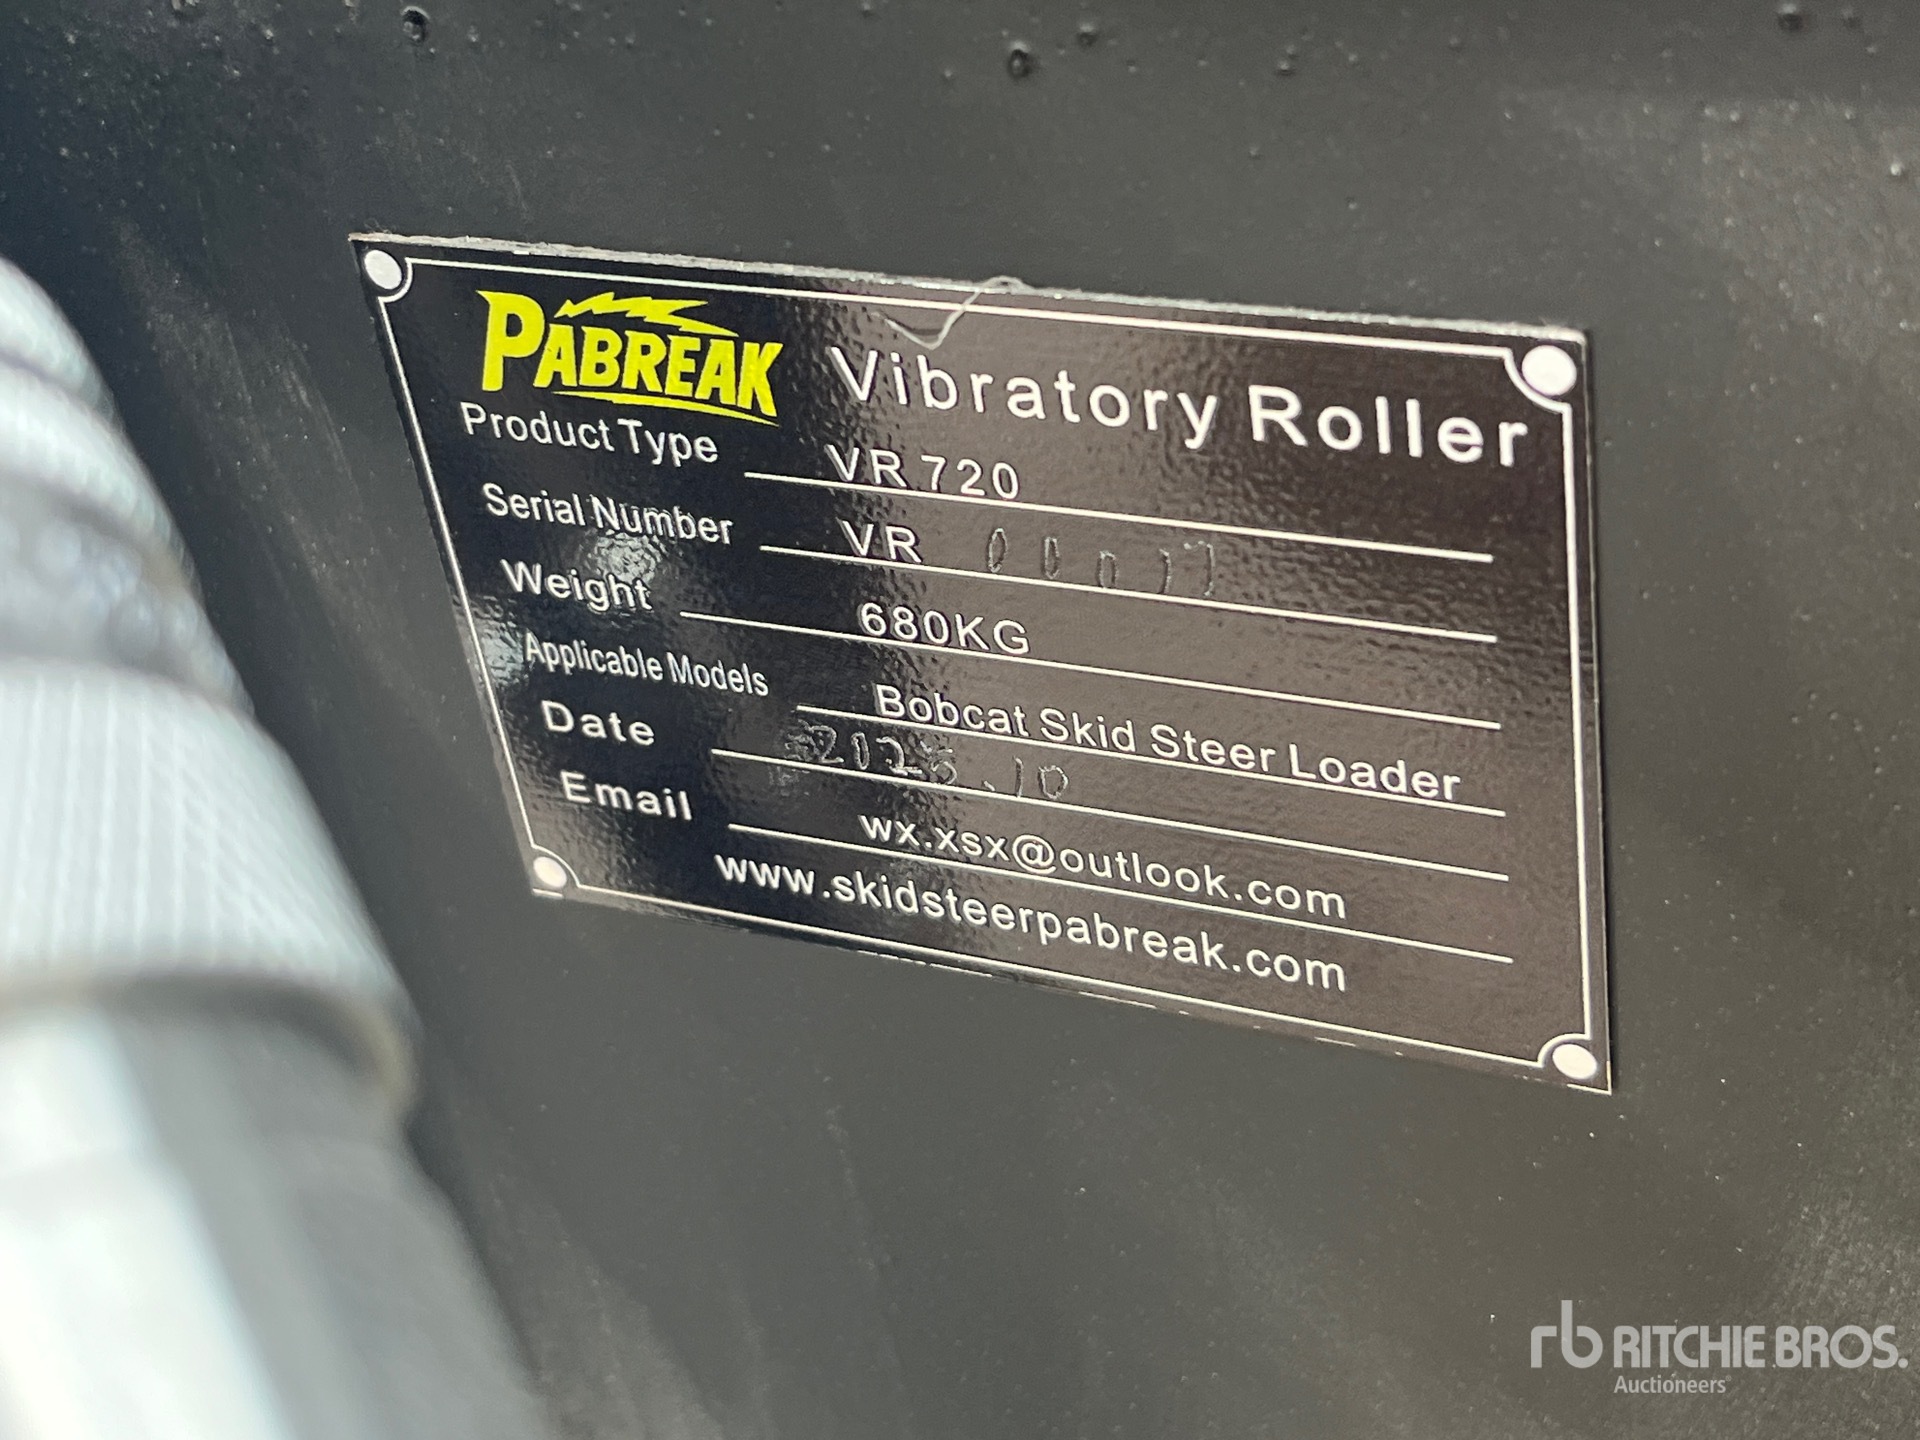 PABREAK Vibratory Roller
Product Type VR 720
Serial Number VR
Weight 680KG
Applicable Models Bobcat Skid Steer Loader
Date
Email wx.xsx@outlook.com
www.skidsteerpabreak.com
rb RITCHIE BROS.
Auctioneers